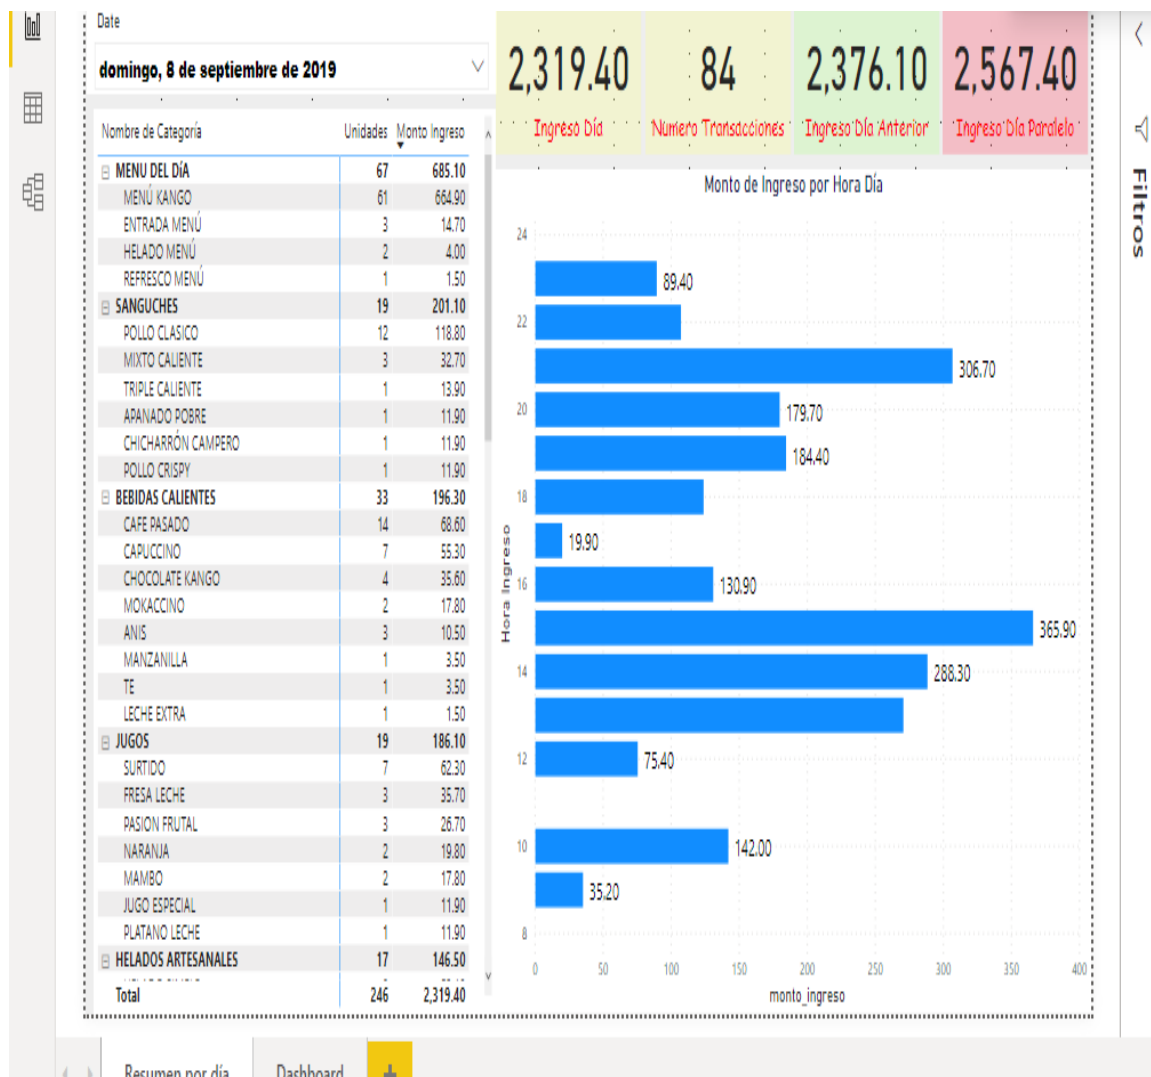 Date
domingo, 8 de septiembre de 2019
2,319.40 84 2,376.10 2,567.40
Ingreso Día Numero Transacciones Ingreso Día Anterior Ingreso Día Paralelo
Nombre de Categoría Unidades Monto Ingreso
MENU DEL DíA 67 685.10
MENÚ KANGO 61 664.90
ENTRADA MENÚ 3 14.70
HELADO MENÚ 2 4.00
REFRESCO MENÚ 1 1.50
SANGUCHES 19 201.10
POLLO CLASICO 12 118.80
MIXTO CALIENTE 3 32.70
TRIPLE CALIENTE 1 13.90
APANADO POBRE 1 11.90
CHICHARRÓN CAMPERO 1 11.90
POLLO CRISPY 1 11.90
BEBIDAS CALIENTES 33 196.30
CAFE PASADO 14 68.60
CAPUCCINO 7 55.30
CHOCOLATE KANGO 4 35.60
MOKACCINO 2 17.80
ANIS 3 10.50
MANZANILLA 1 3.50
TE 1 3.50
LECHE EXTRA 1 1.50
JUGOS 19 186.10
SURTIDO 7 62.30
FRESA LECHE 3 35.70
PASION FRUTAL 3 26.70
NARANJA 2 19.80
MAMBO 2 17.80
JUGO ESPECIAL 1 11.90
PLATANO LECHE 1 11.90
HELADOS ARTESANALES 17 146.50
Total 246 2,319.40
Monto de Ingreso por Hora Día
24
89.40
22
306.70
20 179.70
184.40
18
19.90
16 130.90
365.90
14 288.30
12 75.40
10 142.00
35.20
8
Hora Ingreso
0 50 100 150 200 250 300 350 400
monto_ingreso
Filtros
Resumen por día Dashboard +